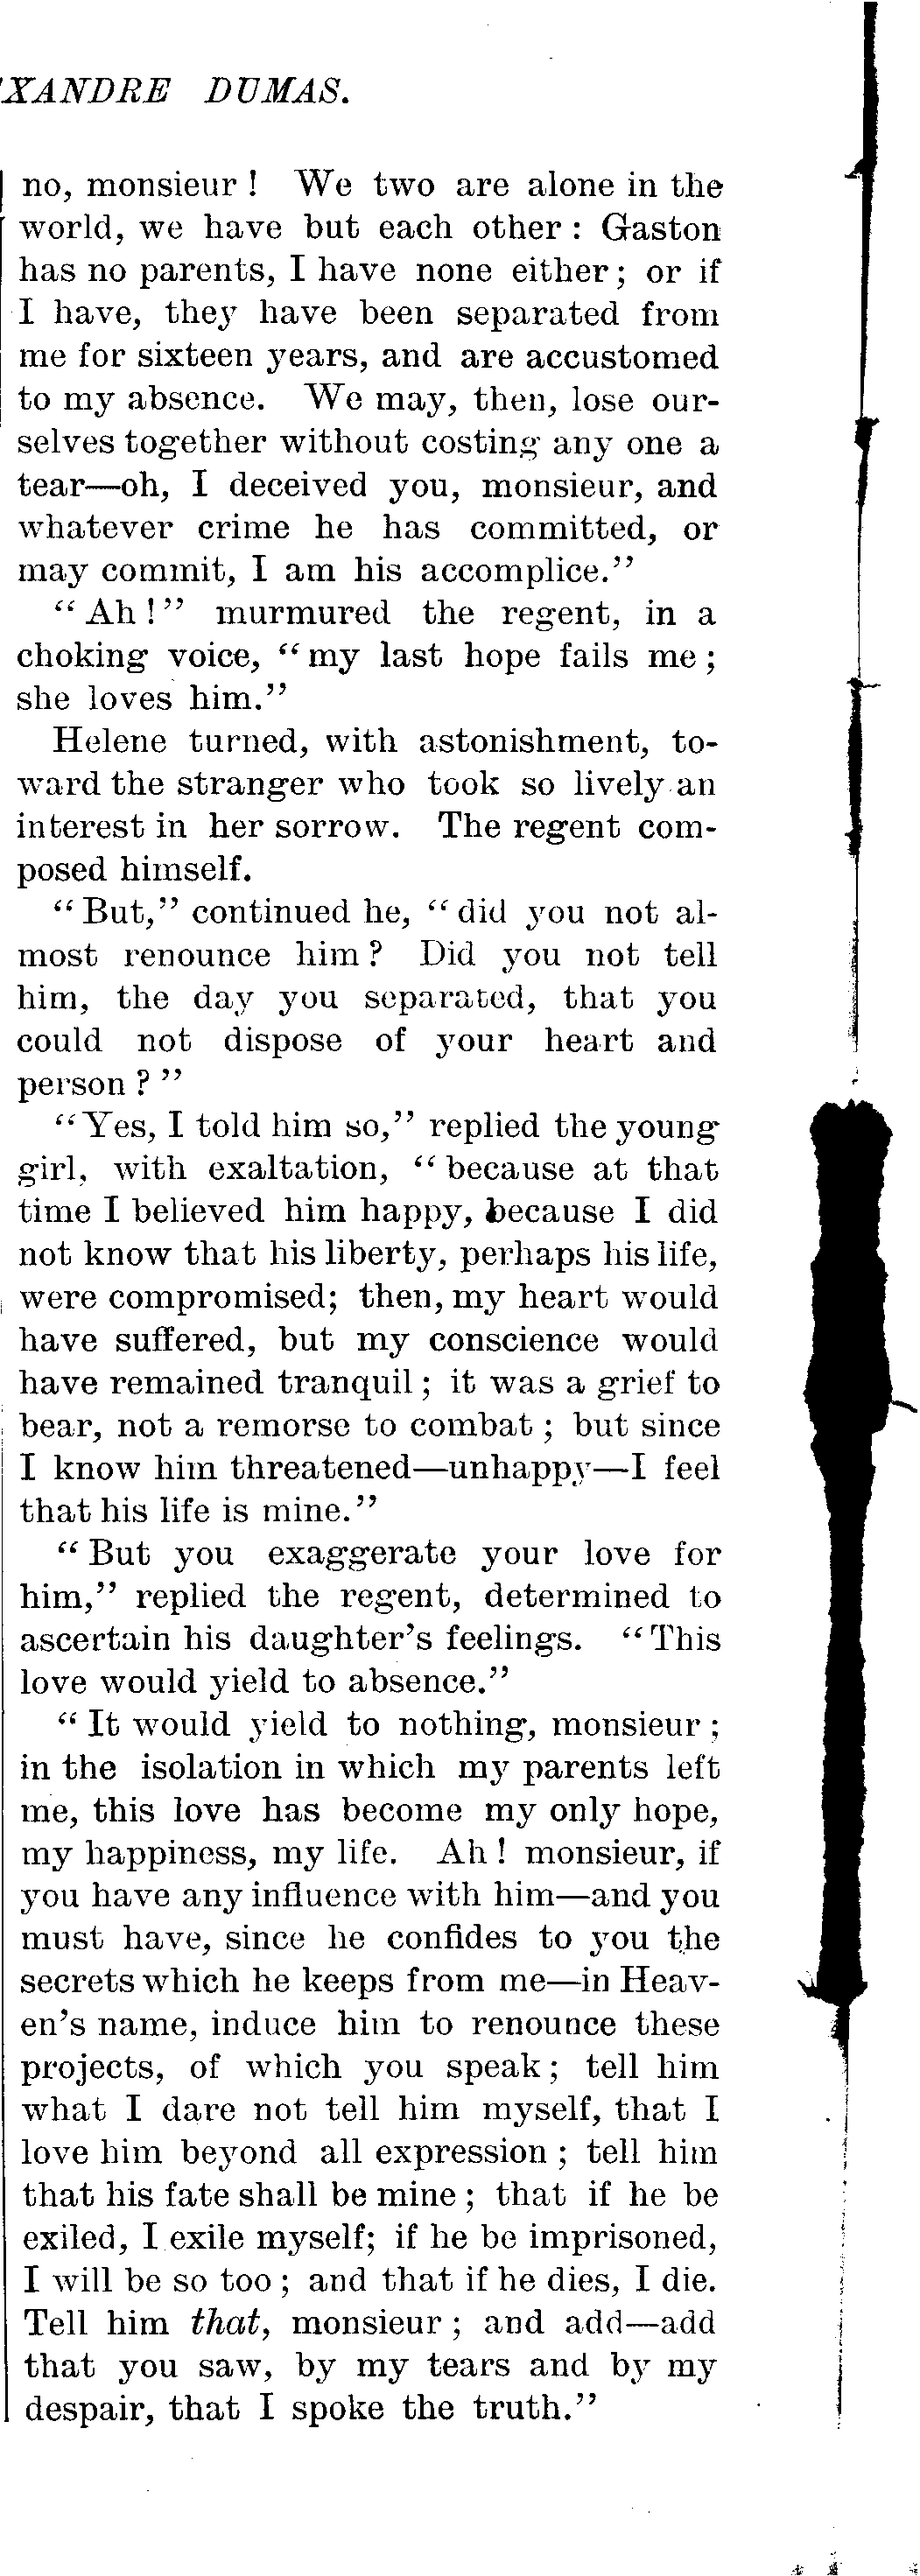 XANDRE DUMAS.
no, monsieur! We two are alone in the
world, we have but each other: Gaston
has no parents, I have none either; or if
I have, they have been separated from
me for sixteen years, and are accustomed
to my absence. We may, then, lose our-
selves together without costing any one a
tear—oh, I deceived you, monsieur, and
whatever crime he has committed, or
may commit, I am his accomplice."
"Ah!" murmured the regent, in a
choking voice, "my last hope fails me;
she loves him."
Helene turned, with astonishment, to-
ward the stranger who took so lively an
interest in her sorrow. The regent com-
posed himself.
"But," continued he, "did you not al-
most renounce him? Did you not tell
him, the day you separated, that you
could not dispose of your heart and
person?"
"Yes, I told him so," replied the young
girl, with exaltation, "because at that
time I believed him happy, because I did
not know that his liberty, perhaps his life,
were compromised; then, my heart would
have suffered, but my conscience would
have remained tranquil; it was a grief to
bear, not a remorse to combat; but since
I know him threatened—unhappy—I feel
that his life is mine."
"But you exaggerate your love for
him," replied the regent, determined to
ascertain his daughter's feelings. "This
love would yield to absence."
"It would yield to nothing, monsieur;
in the isolation in which my parents left
me, this love has become my only hope,
my happiness, my life. Ah! monsieur, if
you have any influence with him—and you
must have, since he confides to you the
secrets which he keeps from me—in Heav-
en's name, induce him to renounce these
projects, of which you speak; tell him
what I dare not tell him myself, that I
love him beyond all expression; tell him
that his fate shall be mine; that if he be
exiled, I exile myself; if he be imprisoned,
I will be so too; and that if he dies, I die.
Tell him that, monsieur; and add—add
that you saw, by my tears and by my
despair, that I spoke the truth."